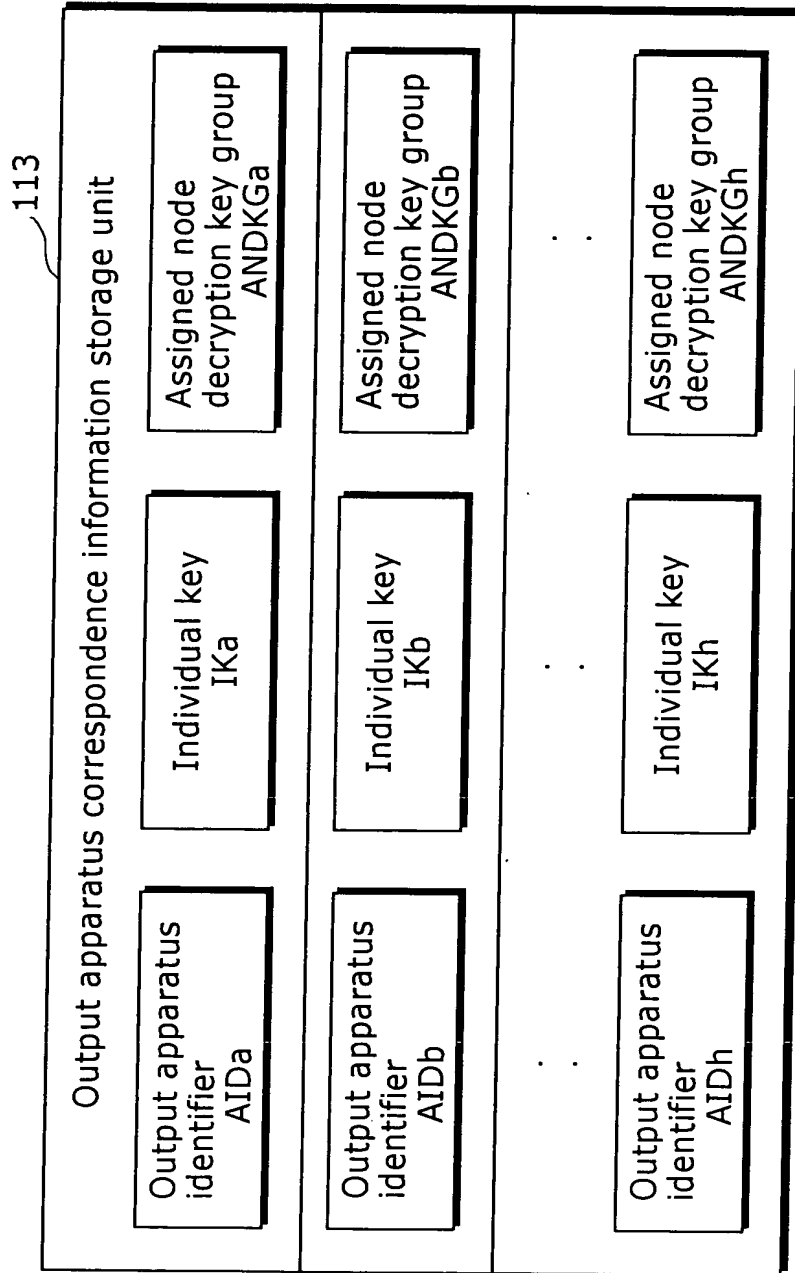 113
Output apparatus correspondence information storage unit
Output apparatus
identifier
AIDa
Individual key
IKa
Assigned node
decryption key group
ANDKGa
Output apparatus
identifier
AIDb
Individual key
IKb
Assigned node
decryption key group
ANDKGb
Output apparatus
identifier
AIDh
Individual key
IKh
Assigned node
decryption key group
ANDKGh